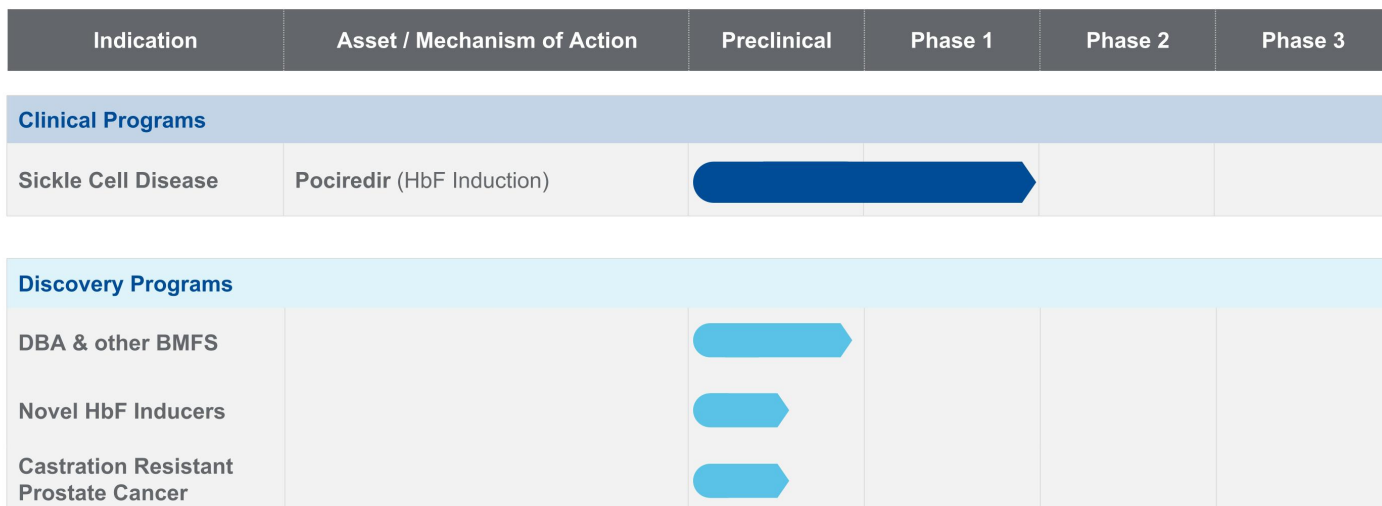 Indication Asset / Mechanism of Action Preclinical Phase 1 Phase 2 Phase 3
Clinical Programs
Sickle Cell Disease Pociredir (HbF Induction)
Discovery Programs
DBA & other BMFS
Novel HbF Inducers
Castration Resistant
Prostate Cancer